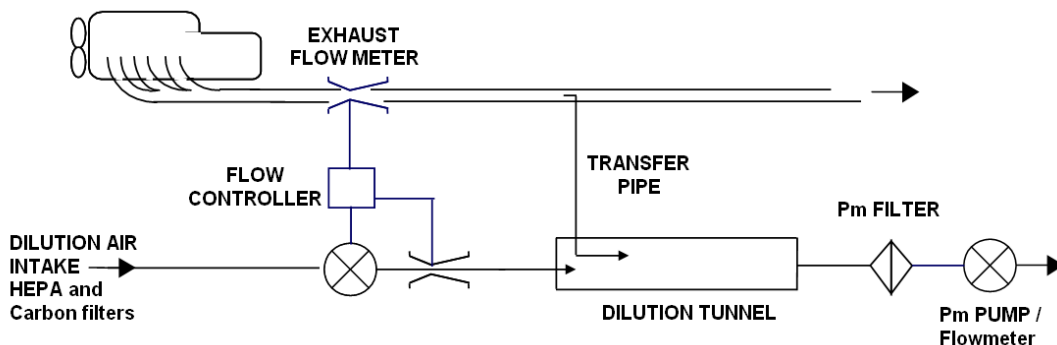 EXHAUST
FLOW METER
FLOW
CONTROLLER
TRANSFER
PIPE
Pm FILTER
DILUTION AIR
INTAKE
HEPA and
Carbon filters
DILUTION TUNNEL
Pm PUMP /
Flowmeter